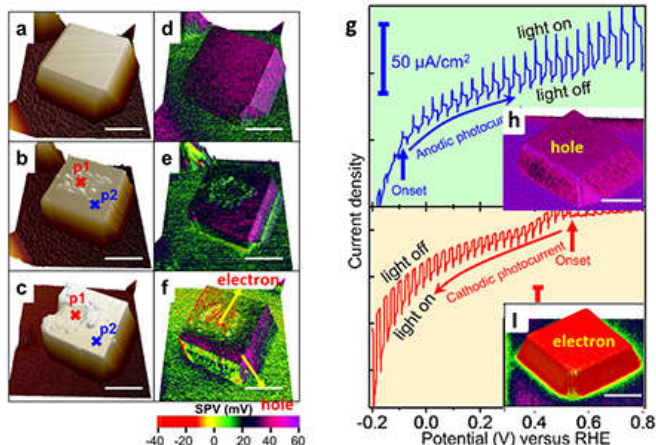 a
d
b
p1
p2
e
c
p1
p2
f
electron
hole
SPV (mV)
-40 -20 0 20 40 60
g
50 µA/cm²
light on
light off
Anodic photocurrent
Onset
h
hole
Current density
light off
light on
Cathodic photocurrent
Onset
i
electron
-0.2 0.0 0.2 0.4 0.6 0.8
Potential (V) versus RHE